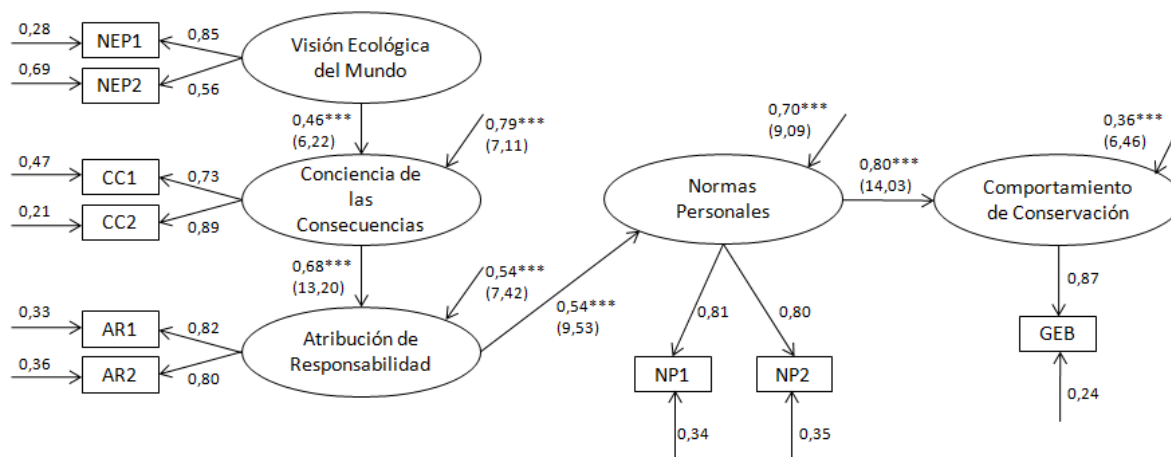 0,28
NEP1
0,85
Visión Ecológica
del Mundo
0,69
NEP2
0,56
0,46***
(6,22)
0,79***
(7,11)
0,47
CC1
0,73
Conciencia de
las
Consecuencias
0,21
CC2
0,89
0,68***
(13,20)
0,54***
(7,42)
0,33
AR1
0,82
Atribución de
Responsabilidad
0,36
AR2
0,80
0,54***
(9,53)
0,70***
(9,09)
Normas
Personales
0,80***
(14,03)
0,36***
(6,46)
Comportamiento
de Conservación
0,81
0,80
0,87
NP1
NP2
GEB
0,34
0,35
0,24